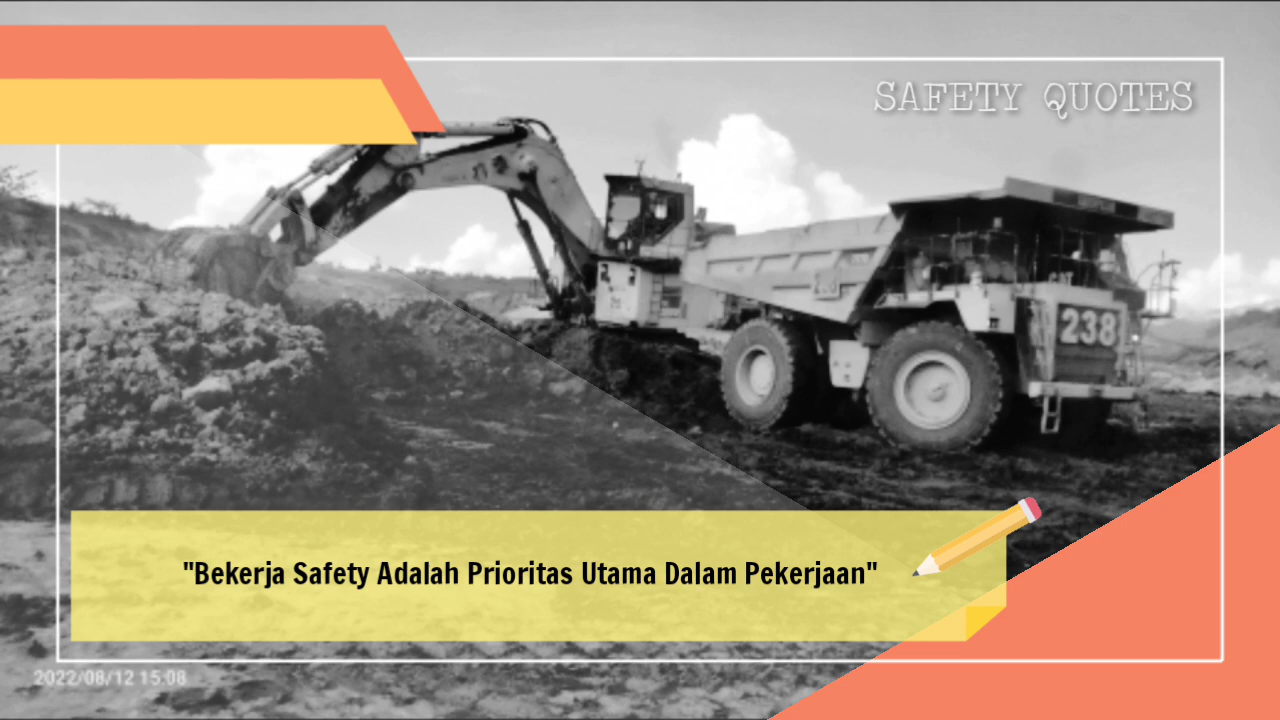 SAFETY QUOTES
238
"Bekerja Safety Adalah Prioritas Utama Dalam Pekerjaan"
2022/08/12 15:08